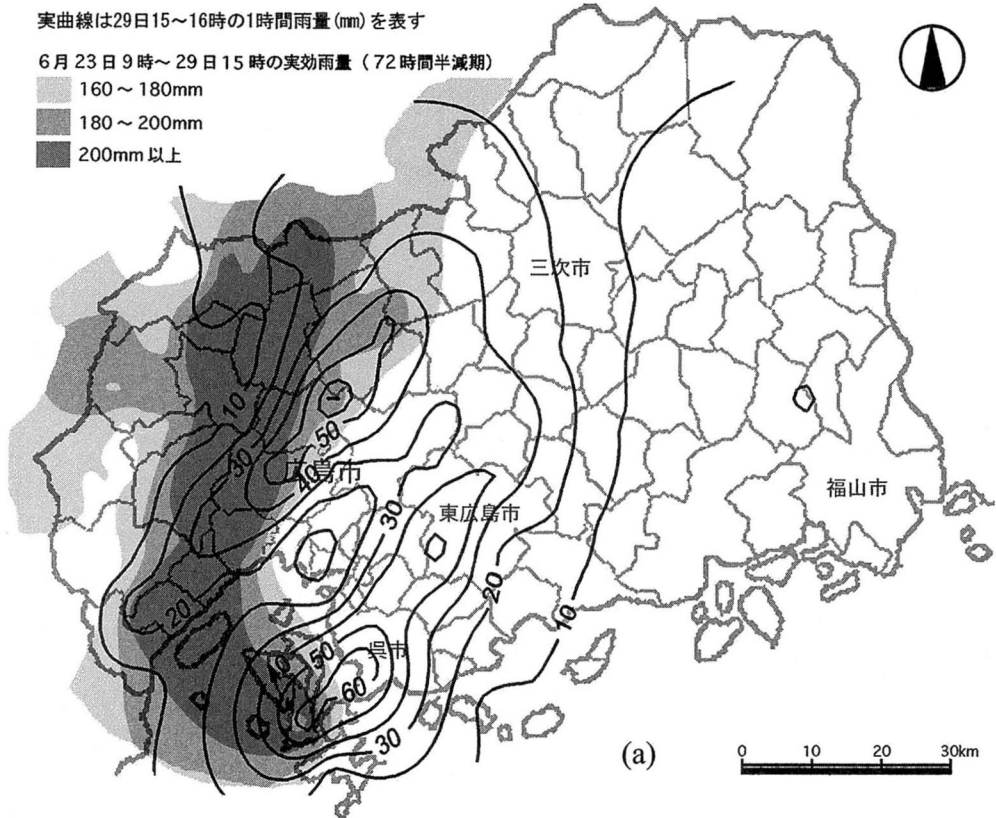 実曲線は29日15〜16時の1時間雨量(mm)を表す
6月23日9時〜29日15時の実効雨量(72時間半減期)
160〜180mm
180〜200mm
200mm以上
三次市
10
50
30
広島市
40
福山市
30
東広島市
20
20
10
呉市
50
40
60
30
(a)
0 10 20 30km